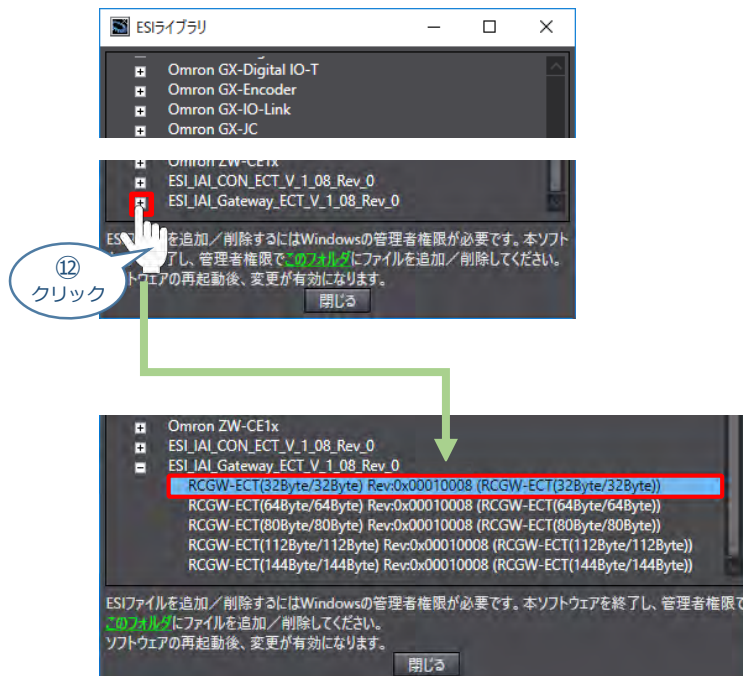 ESIライブラリ
Omron GX-Digital IO-T
Omron GX-Encoder
Omron GX-IO-Link
Omron GX-JC
Omron ZW-CE1x
ESI_IAI_CON_ECT_V_1_08_Rev_0
ESI_IAI_Gateway_ECT_V_1_08_Rev_0
ES を追加／削除するにはWindowsの管理者権限が必要です。本ソフト
了し、管理者権限でこのフォルダにファイルを追加／削除してください。
トウェアの再起動後、変更が有効になります。
閉じる
⑫
クリック
Omron ZW-CE1x
ESI_IAI_CON_ECT_V_1_08_Rev_0
ESI_IAI_Gateway_ECT_V_1_08_Rev_0
RCGW-ECT(32Byte/32Byte) Rev:0x00010008 (RCGW-ECT(32Byte/32Byte))
RCGW-ECT(64Byte/64Byte) Rev:0x00010008 (RCGW-ECT(64Byte/64Byte))
RCGW-ECT(80Byte/80Byte) Rev:0x00010008 (RCGW-ECT(80Byte/80Byte))
RCGW-ECT(112Byte/112Byte) Rev:0x00010008 (RCGW-ECT(112Byte/112Byte))
RCGW-ECT(144Byte/144Byte) Rev:0x00010008 (RCGW-ECT(144Byte/144Byte))
ESIファイルを追加／削除するにはWindowsの管理者権限が必要です。本ソフトウェアを終了し、管理者権限で
このフォルダにファイルを追加／削除してください。
ソフトウェアの再起動後、変更が有効になります。
閉じる